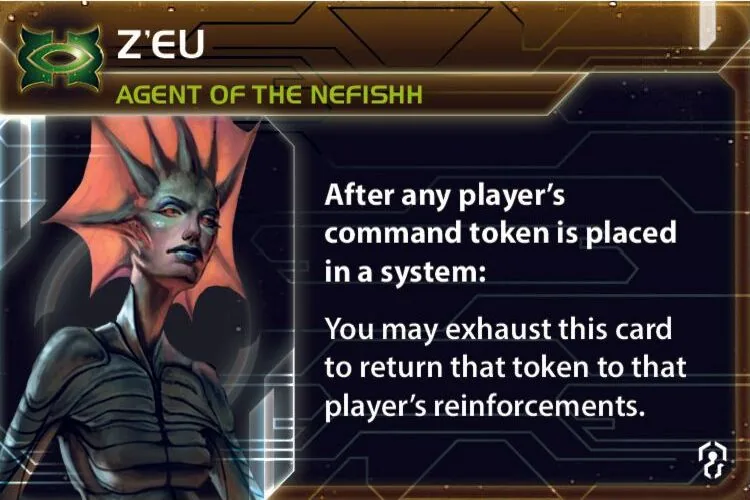 Z'EU
AGENT OF THE NEFISHH
After any player's
command token is placed
in a system:
You may exhaust this card
to return that token to that
player's reinforcements.